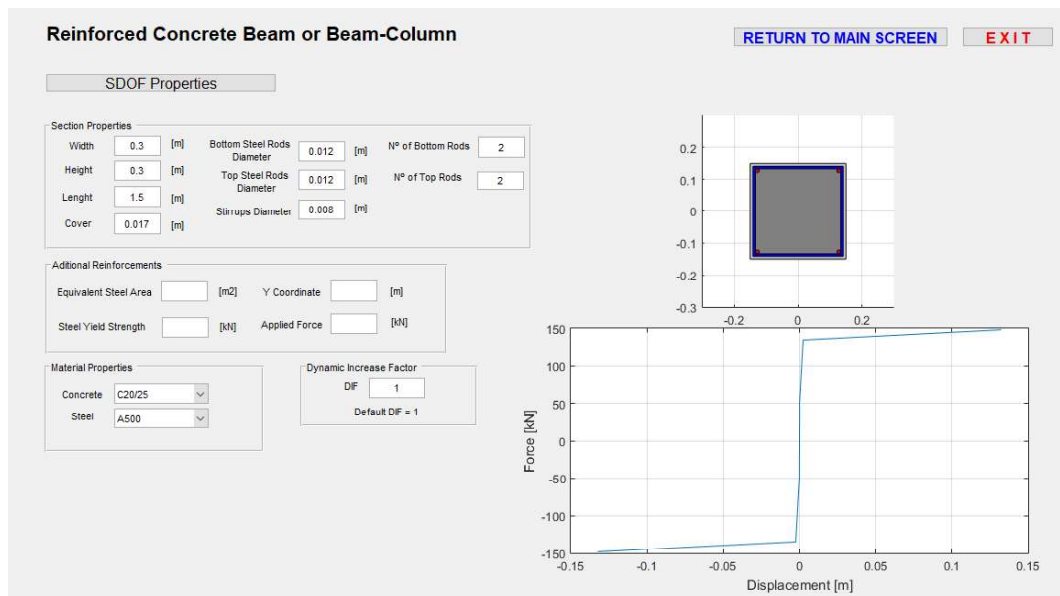 Reinforced Concrete Beam or Beam-Column
RETURN TO MAIN SCREEN
E X I T
SDOF Properties
Section Properties
Width 0.3 [m]
Height 0.3 [m]
Lenght 1.5 [m]
Cover 0.017 [m]
Bottom Steel Rods
Diameter 0.012 [m]
Top Steel Rods
Diameter 0.012 [m]
Stirrups Diameter 0.008 [m]
Nº of Bottom Rods 2
Nº of Top Rods 2
Aditional Reinforcements
Equivalent Steel Area [m2] Y Coordinate [m]
Steel Yield Strength [kN] Applied Force [kN]
Material Properties
Concrete C20/25
Steel A500
Dynamic Increase Factor
DIF 1
Default DIF = 1
0.2
0.1
0
-0.1
-0.2
-0.3
-0.2 0 0.2
150
100
50
0
-50
-100
-150
Force [kN]
-0.15 -0.1 -0.05 0 0.05 0.1 0.15
Displacement [m]